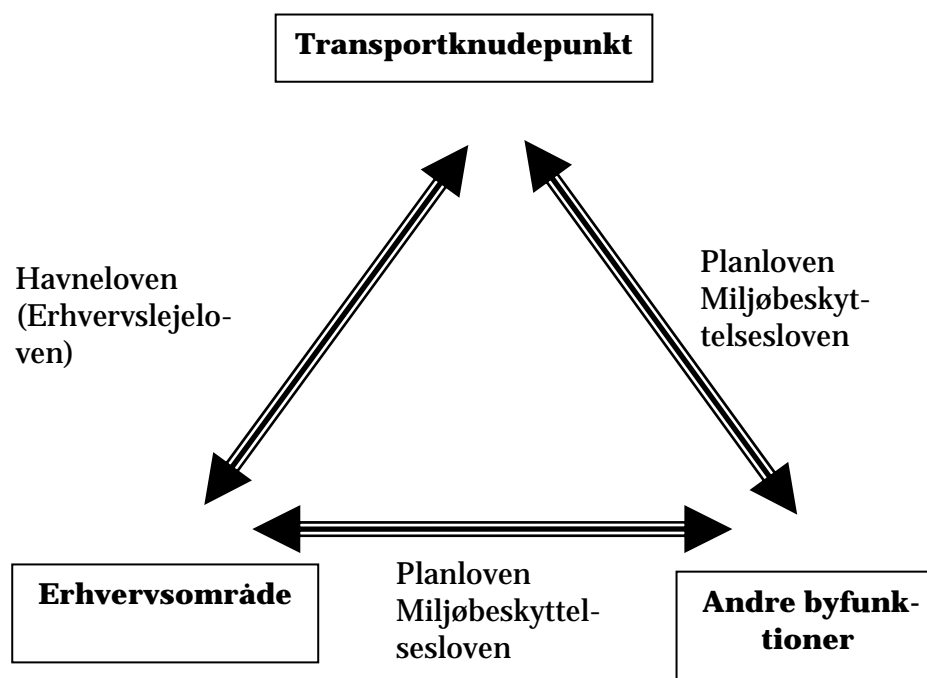 Transportknudepunkt
Havneloven
(Erhvervslejelo-
ven)
Planloven
Miljøbeskyt-
telsesloven
Erhvervsområde
Planloven
Miljøbeskyttel-
sesloven
Andre byfunk-
tioner